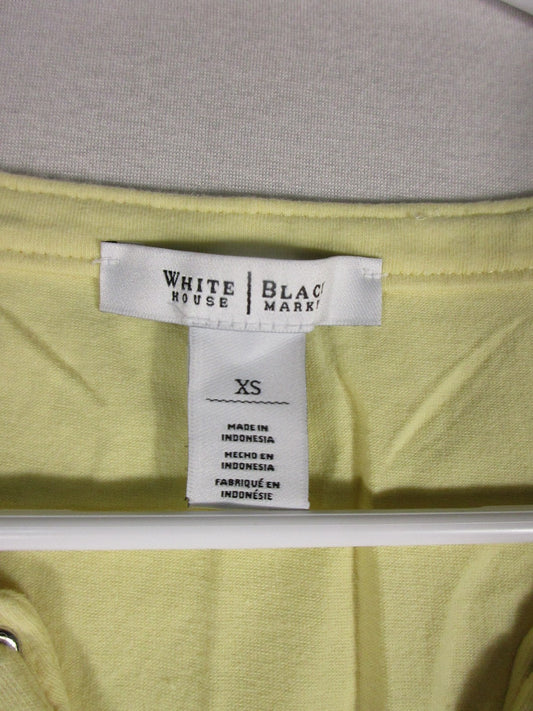 WHITE | BLAC
HOUSE | MARK
XS
MADE IN
INDONESIA
HECHO EN
INDONESIA
FABRIQUÉ EN
INDONÉSIE